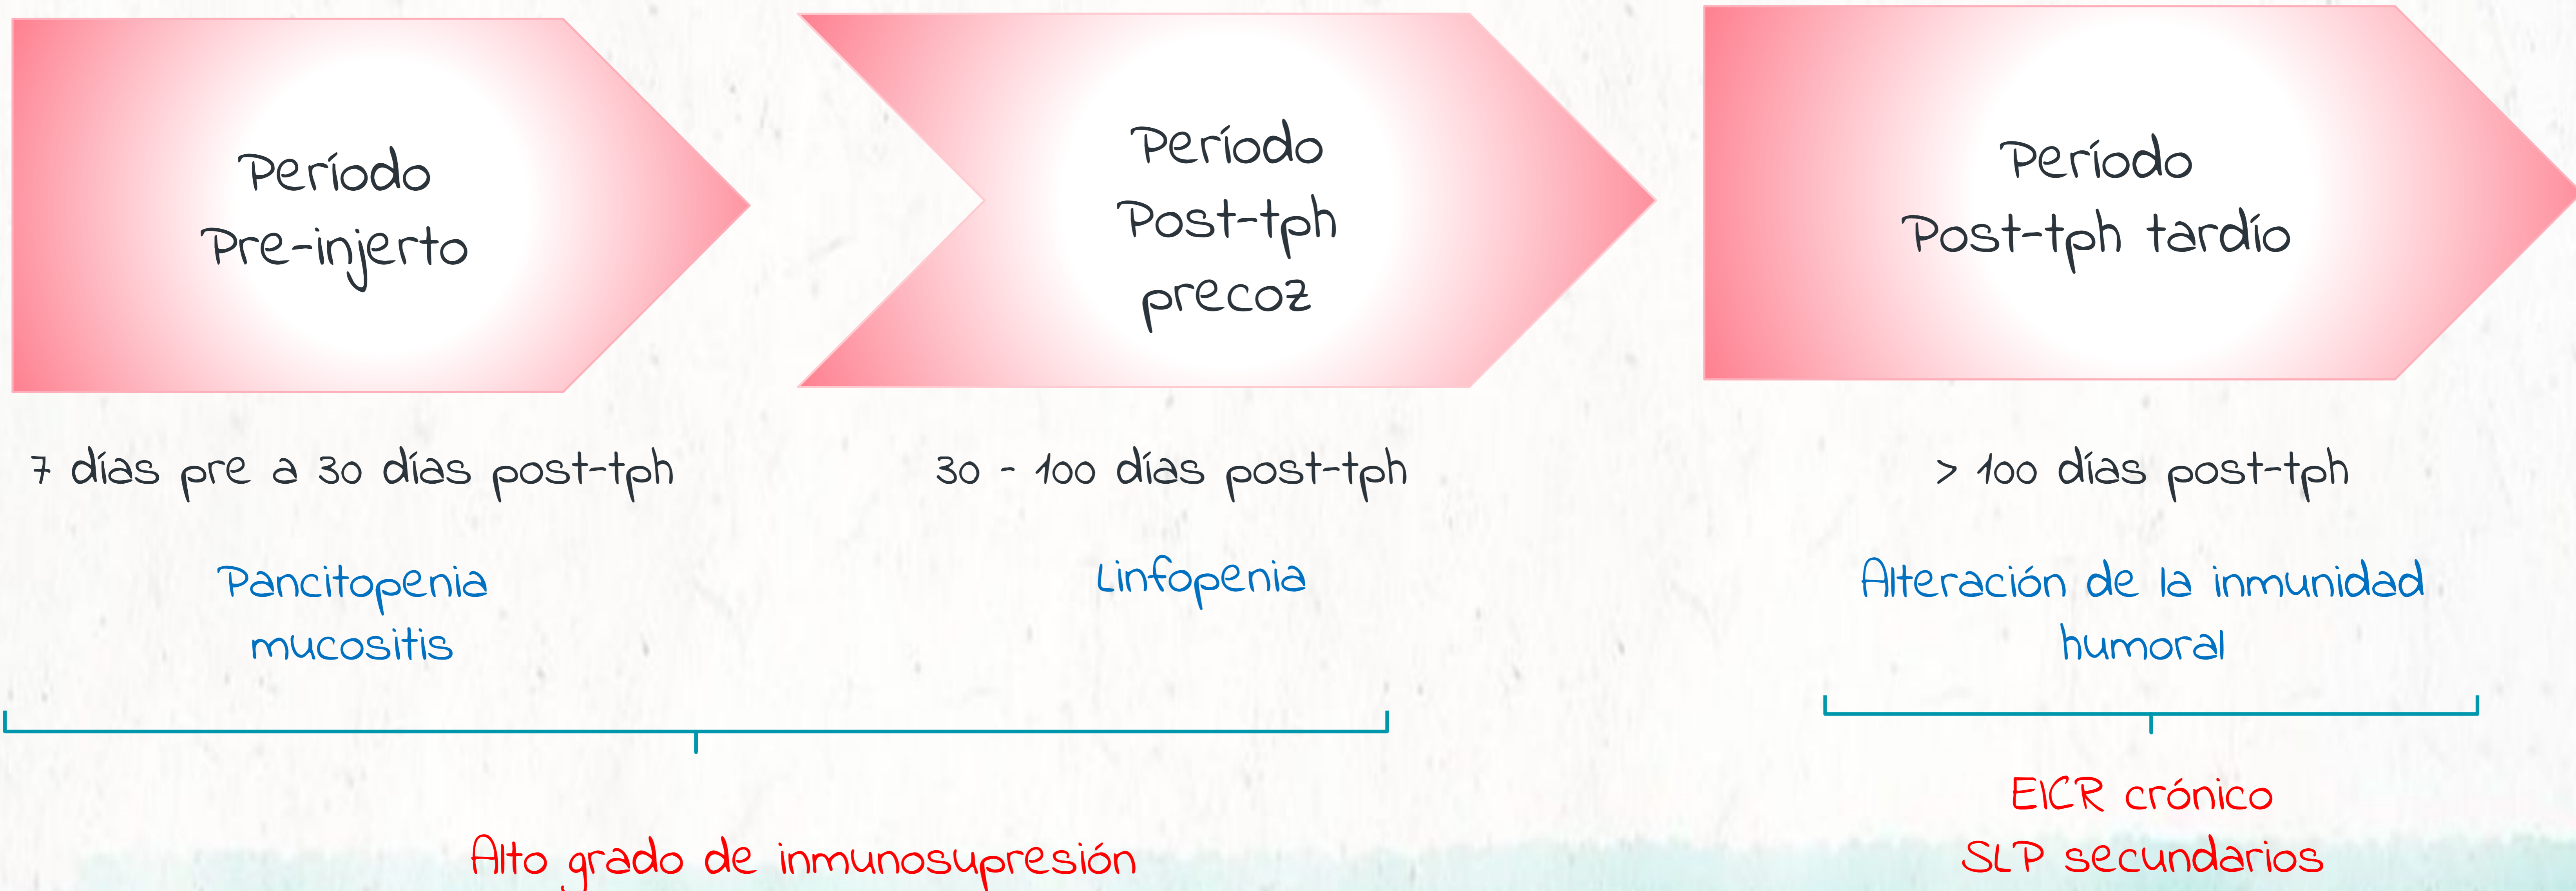 Período
Pre-injerto
Período
Post-tph
precoz
Período
Post-tph tardío
7 días pre a 30 días post-tph
30 - 100 días post-tph
> 100 días post-tph
Pancitopenia
mucositis
Linfopenia
Alteración de la inmunidad
humoral
Alto grado de inmunosupresión
EICR crónico
SLP secundarios